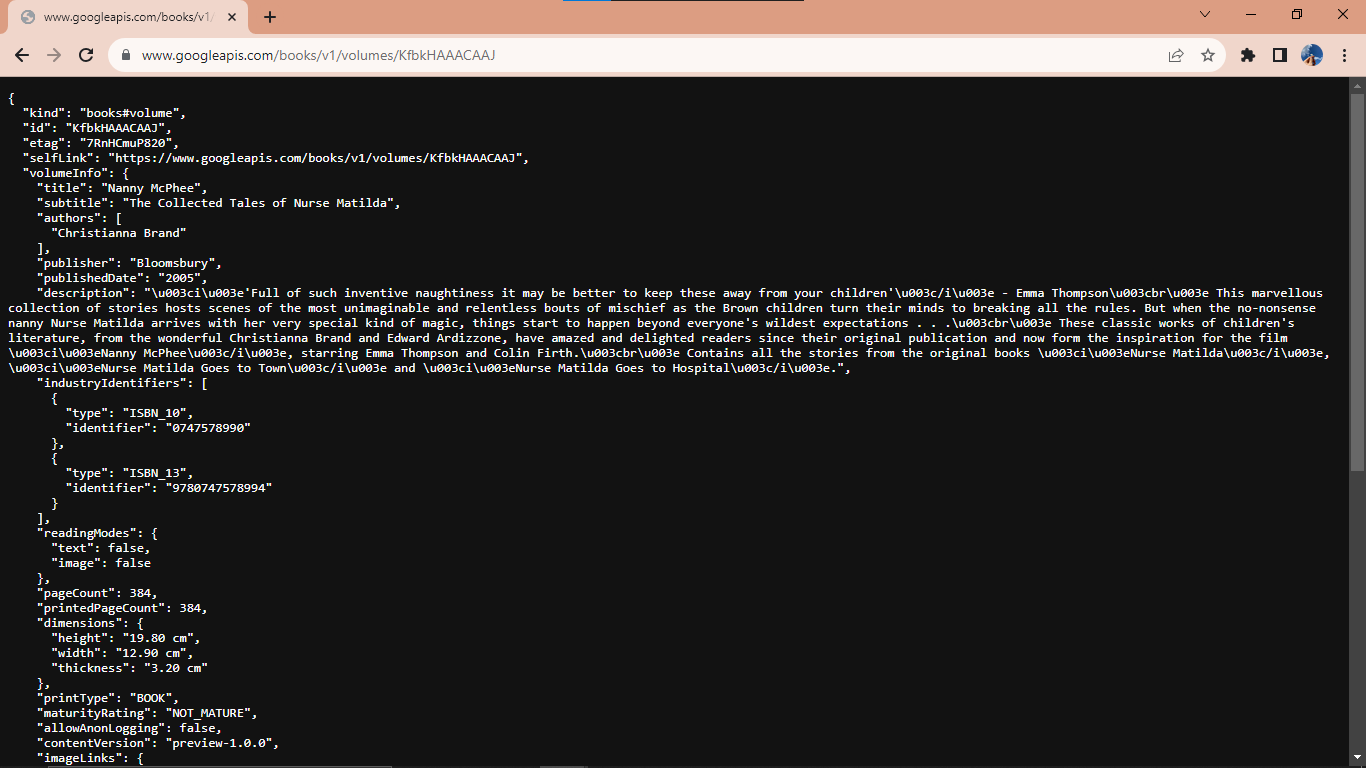 www.googleapis.com/books/v1/
www.googleapis.com/books/v1/volumes/KfbkHAAACAAJ
{
  "kind": "books#volume",
  "id": "KfbkHAAACAAJ",
  "etag": "7RnHCmuP820",
  "selfLink": "https://www.googleapis.com/books/v1/volumes/KfbkHAAACAAJ",
  "volumeInfo": {
    "title": "Nanny McPhee",
    "subtitle": "The Collected Tales of Nurse Matilda",
    "authors": [
      "Christianna Brand"
    ],
    "publisher": "Bloomsbury",
    "publishedDate": "2005",
    "description": "\u003ci\u003e'Full of such inventive naughtiness it may be better to keep these away from your children'\u003c/i\u003e - Emma Thompson\u003cbr\u003e This marvellous
collection of stories hosts scenes of the most unimaginable and relentless bouts of mischief as the Brown children turn their minds to breaking all the rules. But when the no-nonsense
nanny Nurse Matilda arrives with her very special kind of magic, things start to happen beyond everyone's wildest expectations . . .\u003cbr\u003e These classic works of children's
literature, from the wonderful Christianna Brand and Edward Ardizzone, have amazed and delighted readers since their original publication and now form the inspiration for the film
\u003ci\u003eNanny McPhee\u003c/i\u003e, starring Emma Thompson and Colin Firth.\u003cbr\u003e Contains all the stories from the original books \u003ci\u003eNurse Matilda\u003c/i\u003e,
\u003ci\u003eNurse Matilda Goes to Town\u003c/i\u003e and \u003ci\u003eNurse Matilda Goes to Hospital\u003c/i\u003e.",
    "industryIdentifiers": [
      {
        "type": "ISBN_10",
        "identifier": "0747578990"
      },
      {
        "type": "ISBN_13",
        "identifier": "9780747578994"
      }
    ],
    "readingModes": {
      "text": false,
      "image": false
    },
    "pageCount": 384,
    "printedPageCount": 384,
    "dimensions": {
      "height": "19.80 cm",
      "width": "12.90 cm",
      "thickness": "3.20 cm"
    },
    "printType": "BOOK",
    "maturityRating": "NOT_MATURE",
    "allowAnonLogging": false,
    "contentVersion": "preview-1.0.0",
    "imageLinks": {